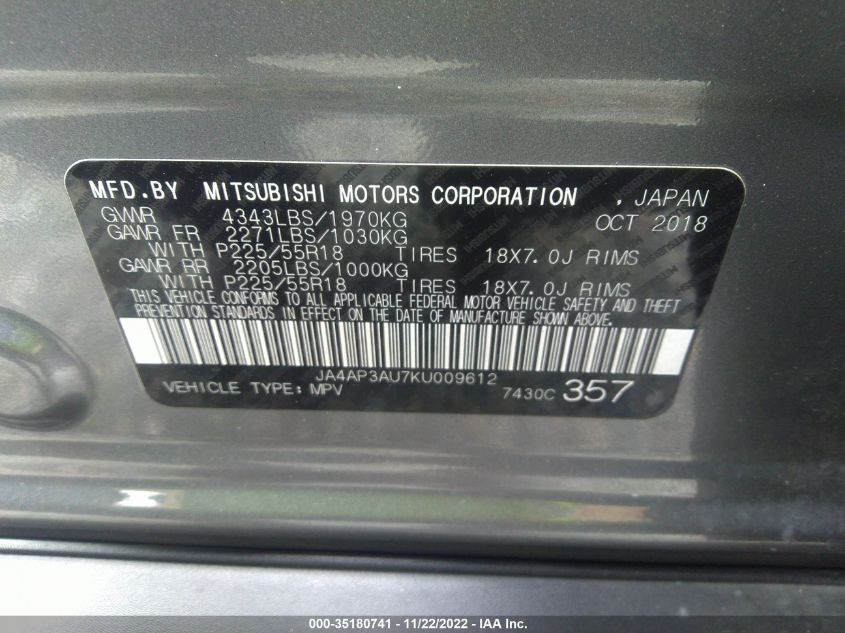 MFD.BY MITSUBISHI MOTORS CORPORATION , JAPAN
GVWR 4343LBS/1970KG OCT 2018
GAWR FR 2271LBS/1030KG
WITH P225/55R18 TIRES 18X7.0J RIMS
GAWR RR 2205LBS/1000KG
WITH P225/55R18 TIRES 18X7.0J RIMS
THIS VEHICLE CONFORMS TO ALL APPLICABLE FEDERAL MOTOR VEHICLE SAFETY AND THEFT
PREVENTION STANDARDS IN EFFECT ON THE DATE OF MANUFACTURE SHOWN ABOVE.
JA4AP3AU7KU009612
VEHICLE TYPE: MPV 7430C 357
000-35180741 - 11/22/2022 - IAA Inc.